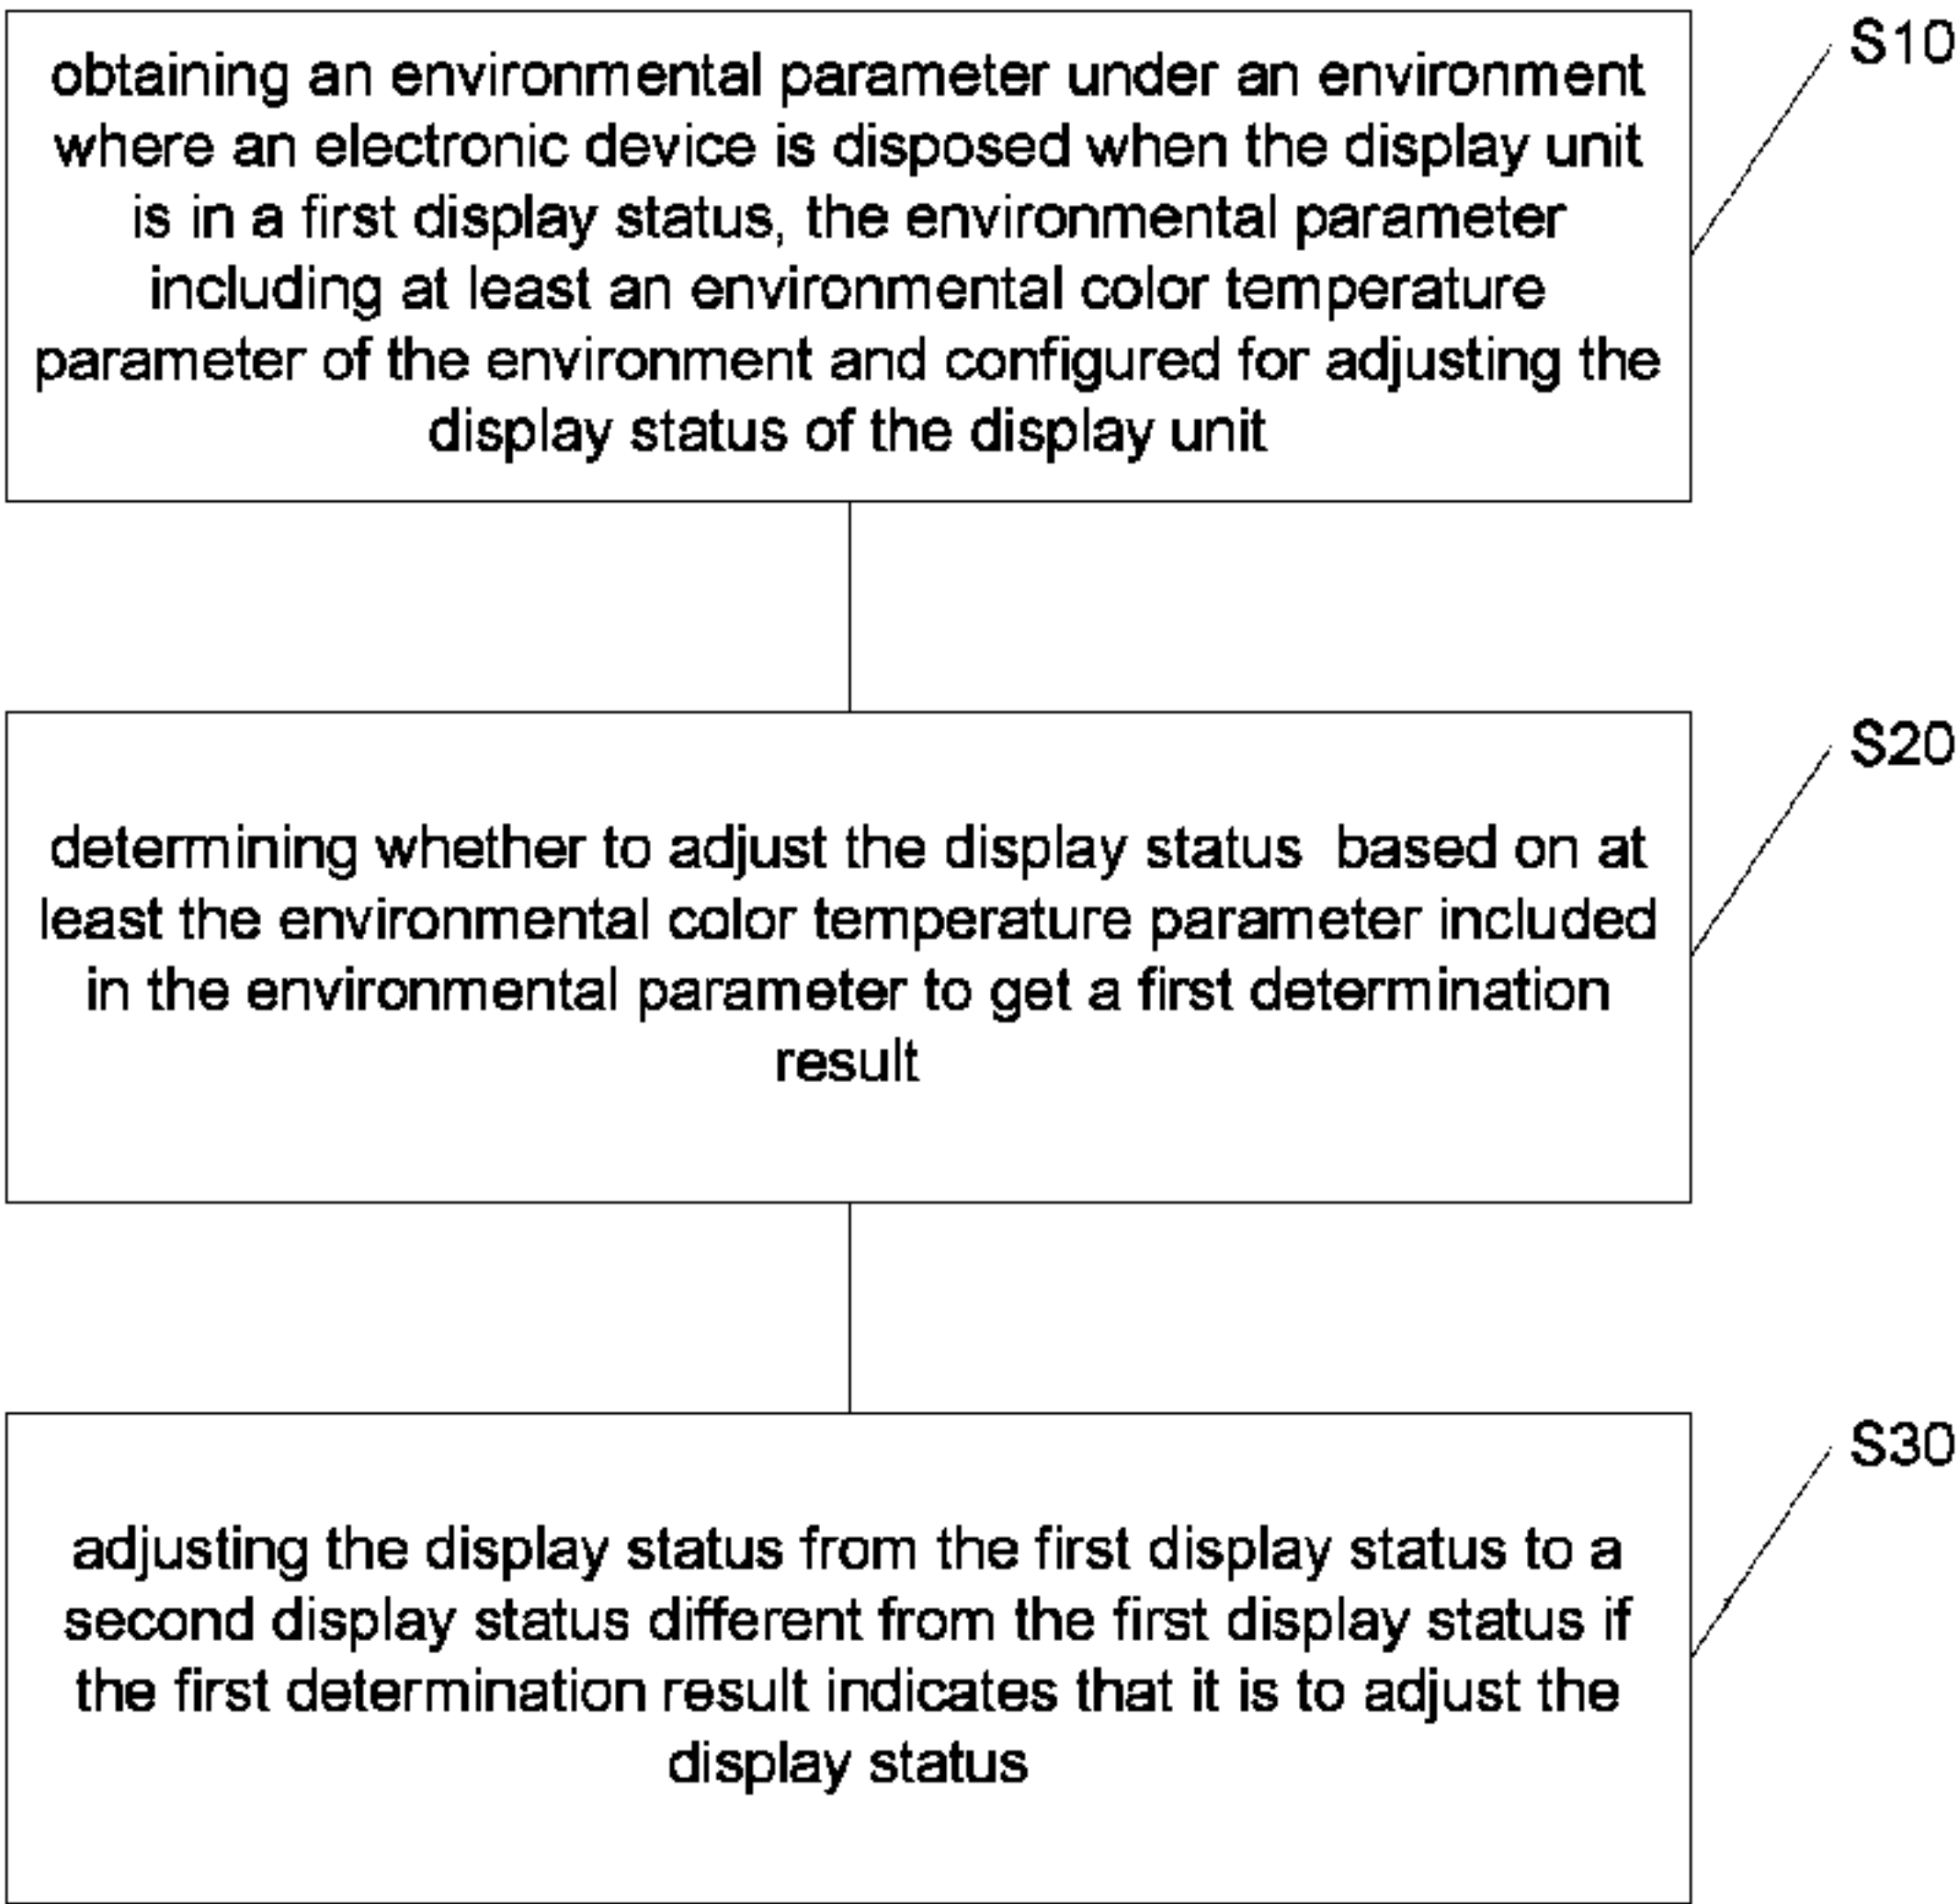 obtaining an environmental parameter under an environment
where an electronic device is disposed when the display unit
is in a first display status, the environmental parameter
including at least an environmental color temperature
parameter of the environment and configured for adjusting the
display status of the display unit
S10
determining whether to adjust the display status  based on at
least the environmental color temperature parameter included
in the environmental parameter to get a first determination
result
S20
adjusting the display status from the first display status to a
second display status different from the first display status if
the first determination result indicates that it is to adjust the
display status
S30